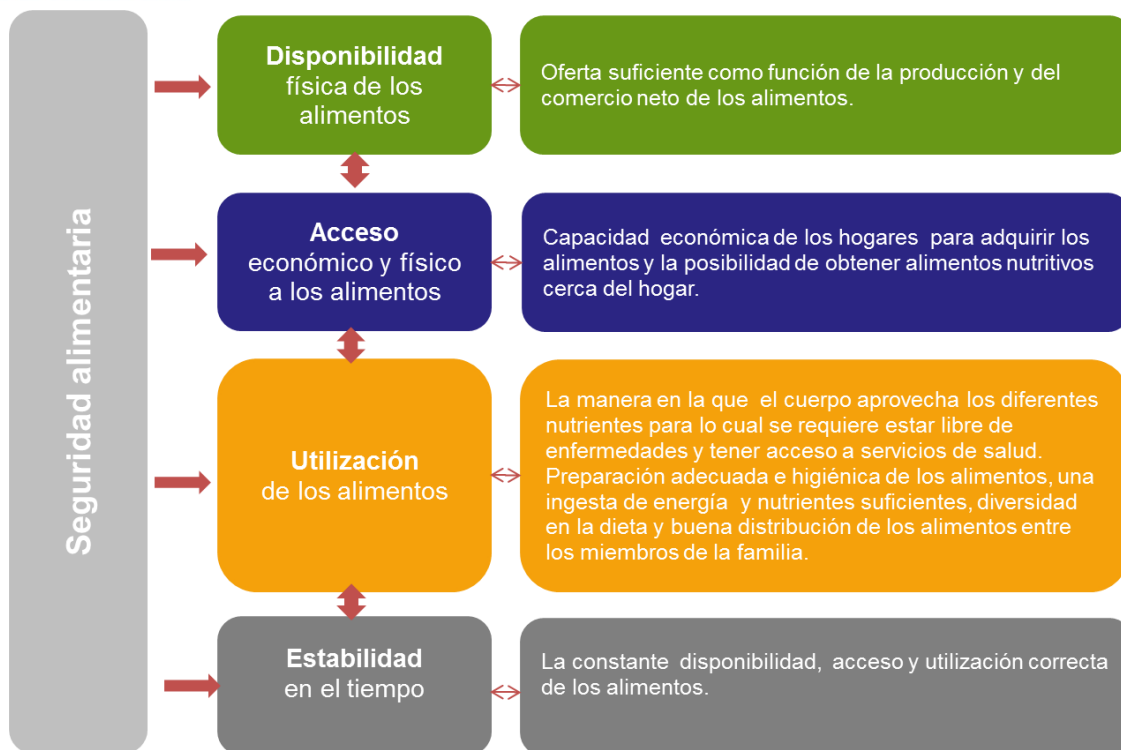 Seguridad alimentaria
Disponibilidad
física de los
alimentos
Oferta suficiente como función de la producción y del
comercio neto de los alimentos.
Acceso
económico y físico
a los alimentos
Capacidad económica de los hogares para adquirir los
alimentos y la posibilidad de obtener alimentos nutritivos
cerca del hogar.
Utilización
de los alimentos
La manera en la que el cuerpo aprovecha los diferentes
nutrientes para lo cual se requiere estar libre de
enfermedades y tener acceso a servicios de salud.
Preparación adecuada e higiénica de los alimentos, una
ingesta de energía y nutrientes suficientes, diversidad
en la dieta y buena distribución de los alimentos entre
los miembros de la familia.
Estabilidad
en el tiempo
La constante disponibilidad, acceso y utilización correcta
de los alimentos.